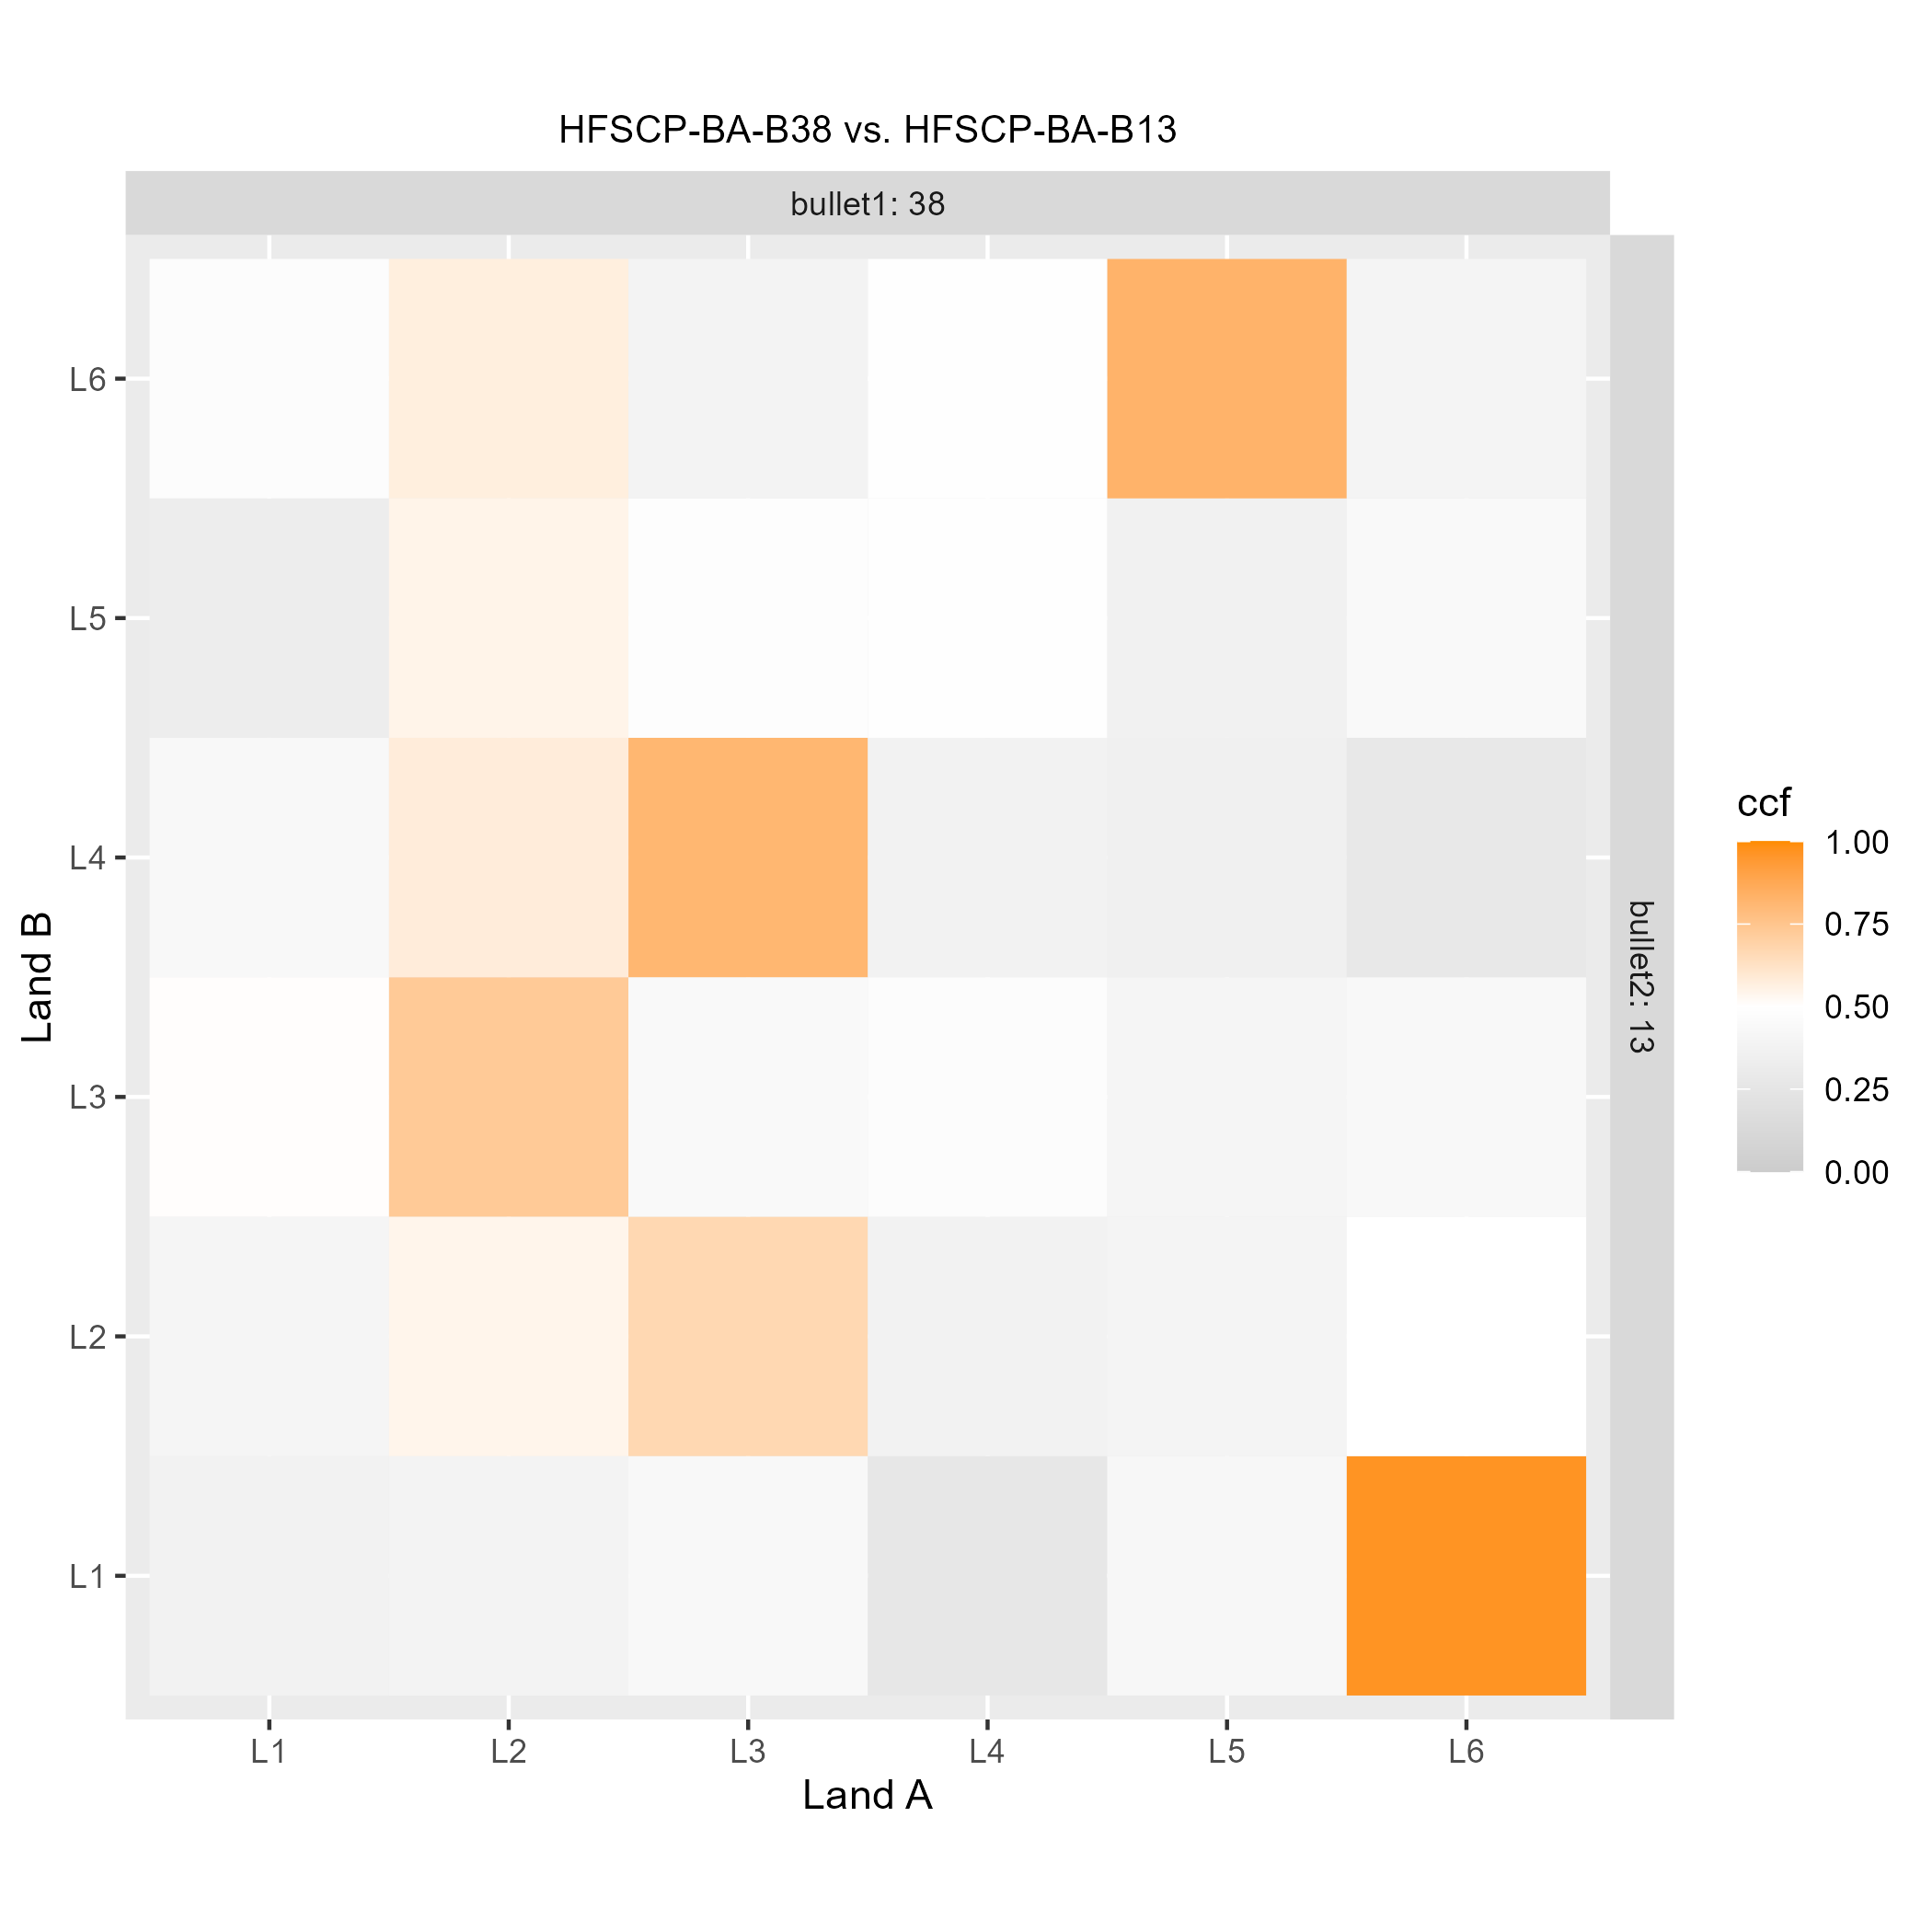 HFSCP-BA-B38 vs. HFSCP-BA-B13
bullet1: 38
L6
L5
L4
L3
L2
L1
Land B
bullet2: 13
L1 L2 L3 L4 L5 L6
Land A
ccf
1.00
0.75
0.50
0.25
0.00